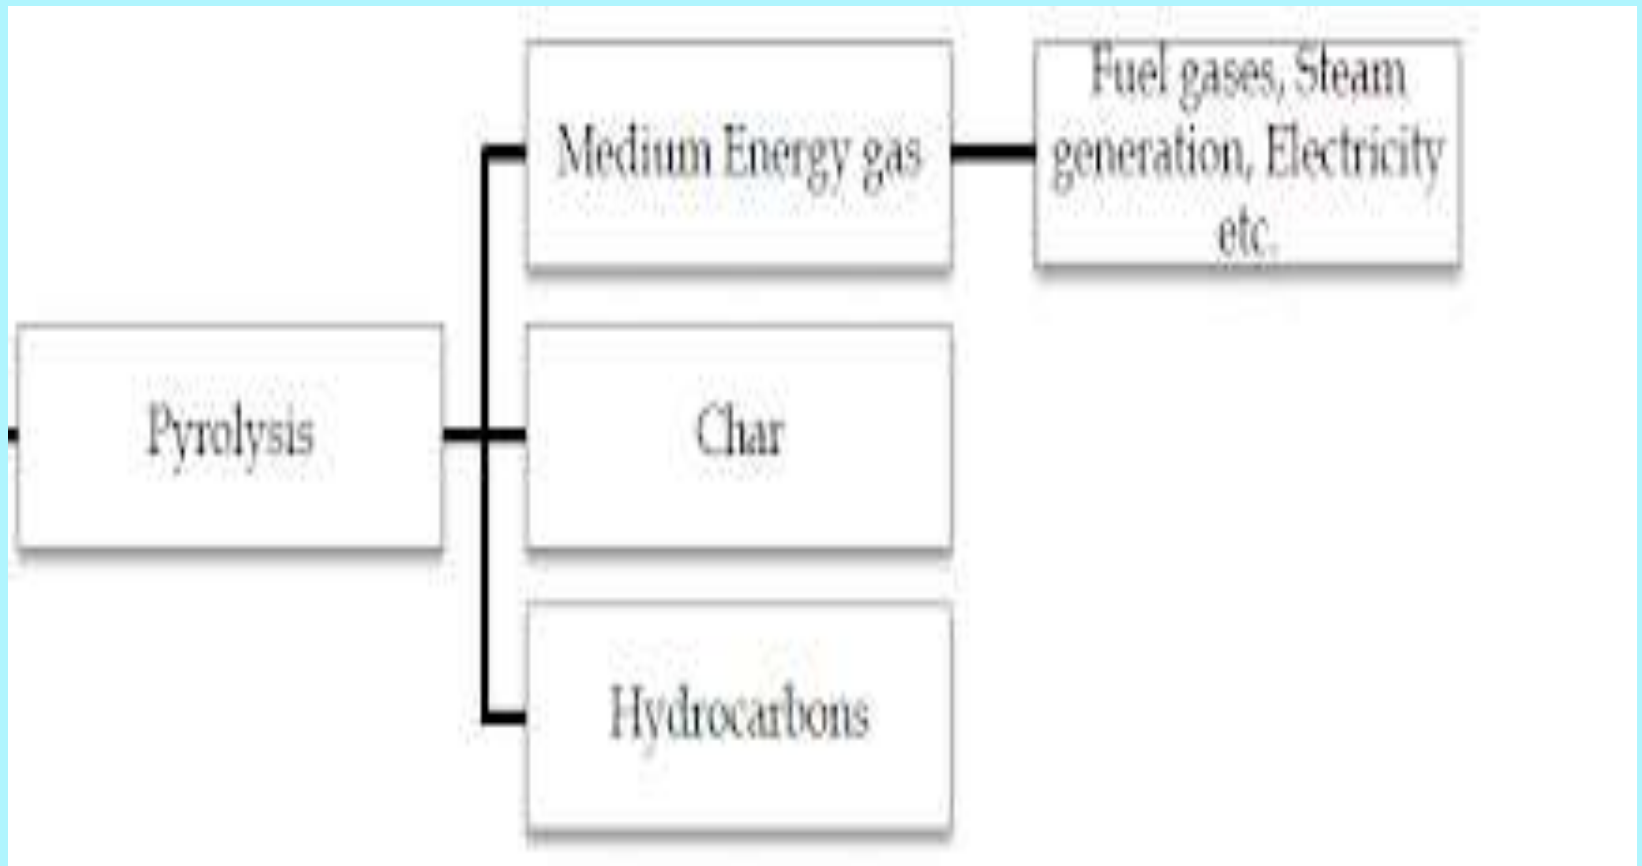 Fuel gases, Steam
generation, Electricity
etc.
Medium Energy gas
Pyrolysis
Char
Hydrocarbons